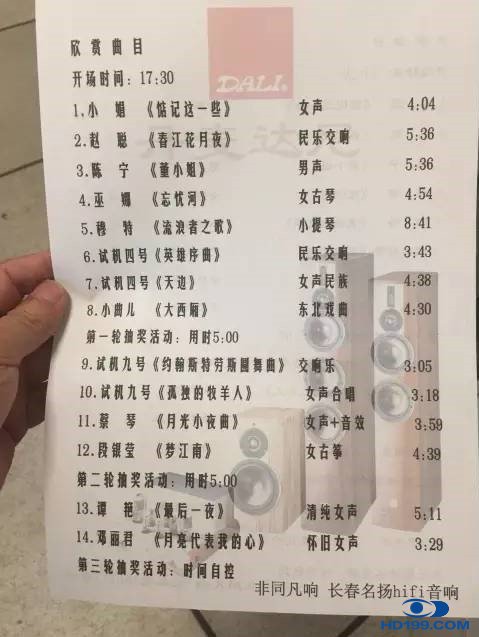 DALI
欣赏曲目
开场时间：17:30
1.小 娟 《惦记这一些》 女声 4:04
2.赵 聪 《春江花月夜》 民乐交响 5:36
3.陈 宁 《董小姐》 男声 5:36
4.巫 娜 《忘忧河》 女古琴 4:54
5.穆 特 《流浪者之歌》 小提琴 8:41
6.试机四号《英雄序曲》 民乐交响 3:43
7.试机四号《天边》 女声民族 4:38
8.小曲儿 《大西厢》 东北戏曲 4:30
第一轮抽奖活动：用时5:00
9.试机九号《约翰斯特劳斯圆舞曲》 交响乐 3:05
10.试机九号《孤独的牧羊人》 女声合唱 3:18
11.蔡 琴 《月光小夜曲》 女声+音效 3:59
12.段银莹 《梦江南》 女古筝 4:39
第二轮抽奖活动：用时5:00
13.谭 艳 《最后一夜》 清纯女声 5:11
14.邓丽君 《月亮代表我的心》 怀旧女声 3:29
第三轮抽奖活动：时间自控
非同凡响 长春名扬hifi音响
HD199.COM